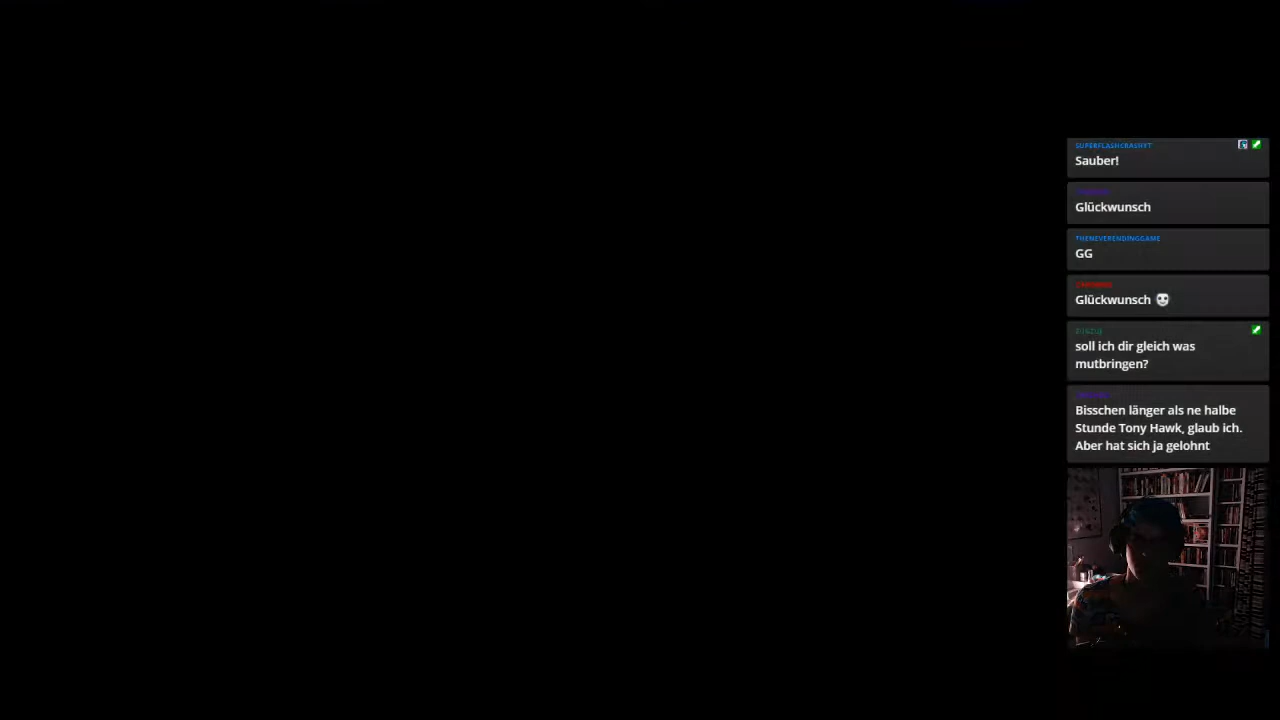 SUPERFLASHCRASHYT
Sauber!
Glückwunsch
THENEVERENDINGGAME
GG
Glückwunsch
soll ich dir gleich was
mutbringen?
Bisschen länger als ne halbe
Stunde Tony Hawk, glaub ich.
Aber hat sich ja gelohnt